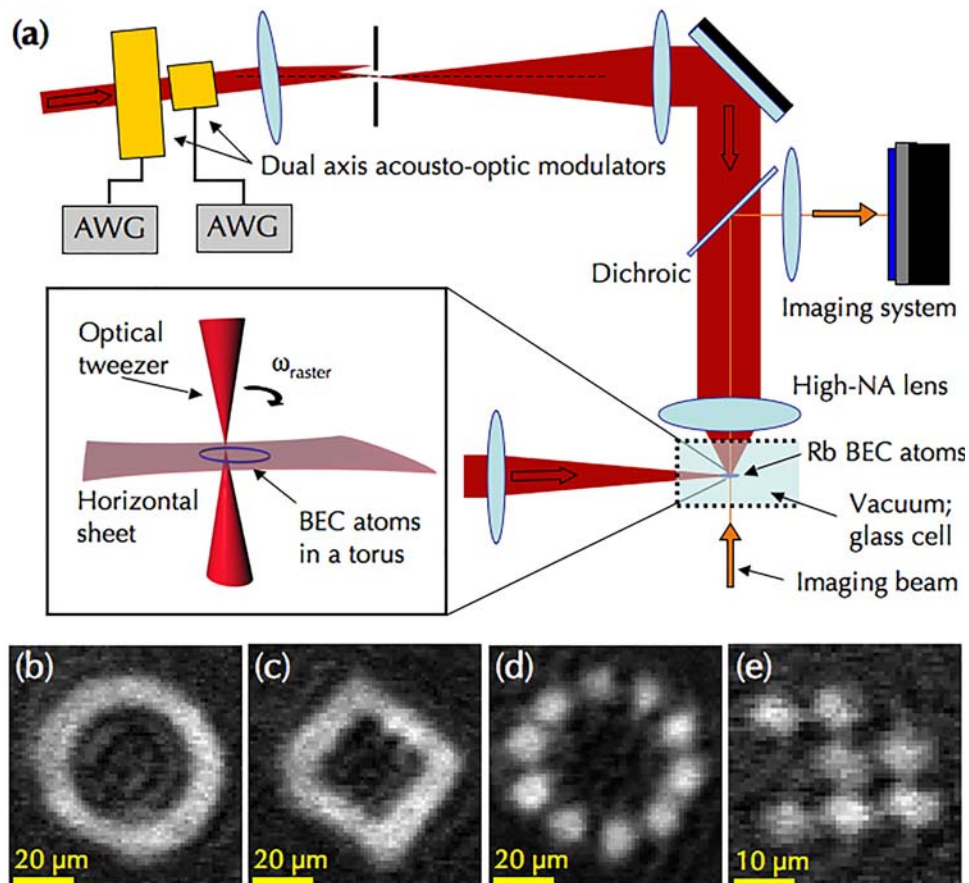 (a)
Dual axis acousto-optic modulators
AWG
AWG
Dichroic
Imaging system
High-NA lens
Rb BEC atoms
Vacuum;
glass cell
Imaging beam
Optical
tweezer
ωraster
Horizontal
sheet
BEC atoms
in a torus
(b)
(c)
(d)
(e)
20 µm
20 µm
20 µm
10 µm